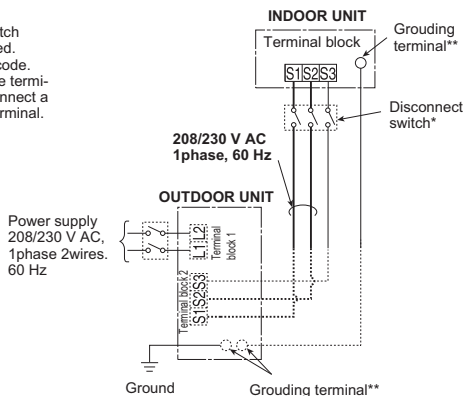 tch
ed.
code.
e termi-
nnect a
rminal.
INDOOR UNIT
Terminal block
S1 S2 S3
Grouding
terminal**
Disconnect
switch*
208/230 V AC
1phase, 60 Hz
OUTDOOR UNIT
Power supply
208/230 V AC,
1phase 2wires.
60 Hz
L1 L2
Terminal
block 1
Terminal block 2
S1 S2 S3
Ground
Grouding terminal**